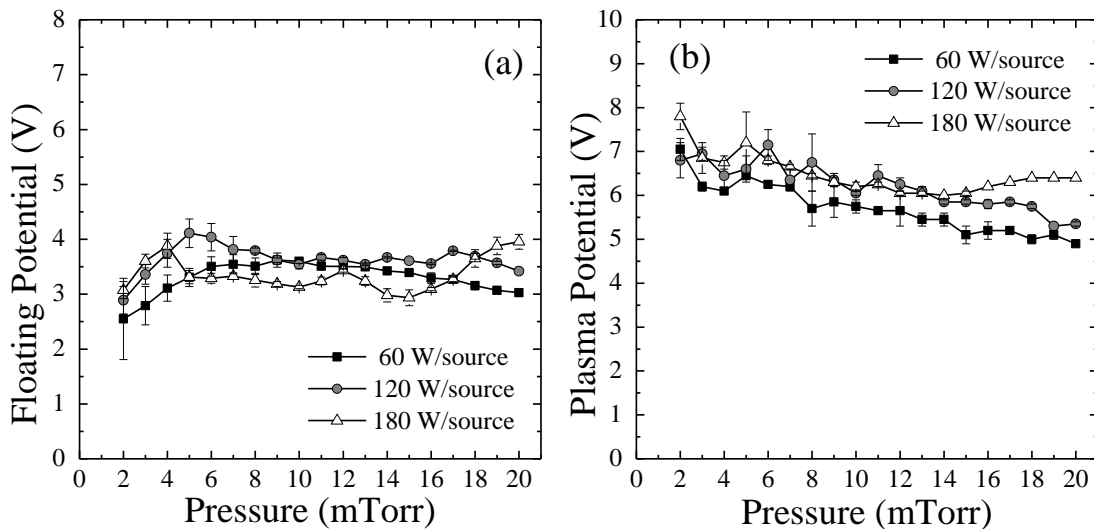 (a)
8
7
6
5
4
3
2
1
0
Floating Potential (V)
60 W/source
120 W/source
180 W/source
0 2 4 6 8 10 12 14 16 18 20
Pressure (mTorr)
(b)
10
9
8
7
6
5
4
3
2
1
0
Plasma Potential (V)
60 W/source
120 W/source
180 W/source
0 2 4 6 8 10 12 14 16 18 20
Pressure (mTorr)